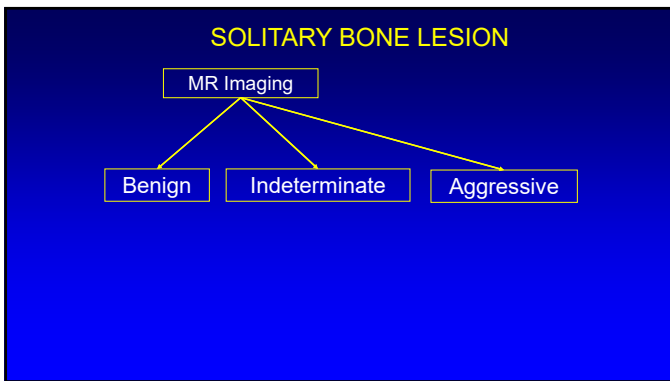 SOLITARY BONE LESION
MR Imaging
Benign
Indeterminate
Aggressive